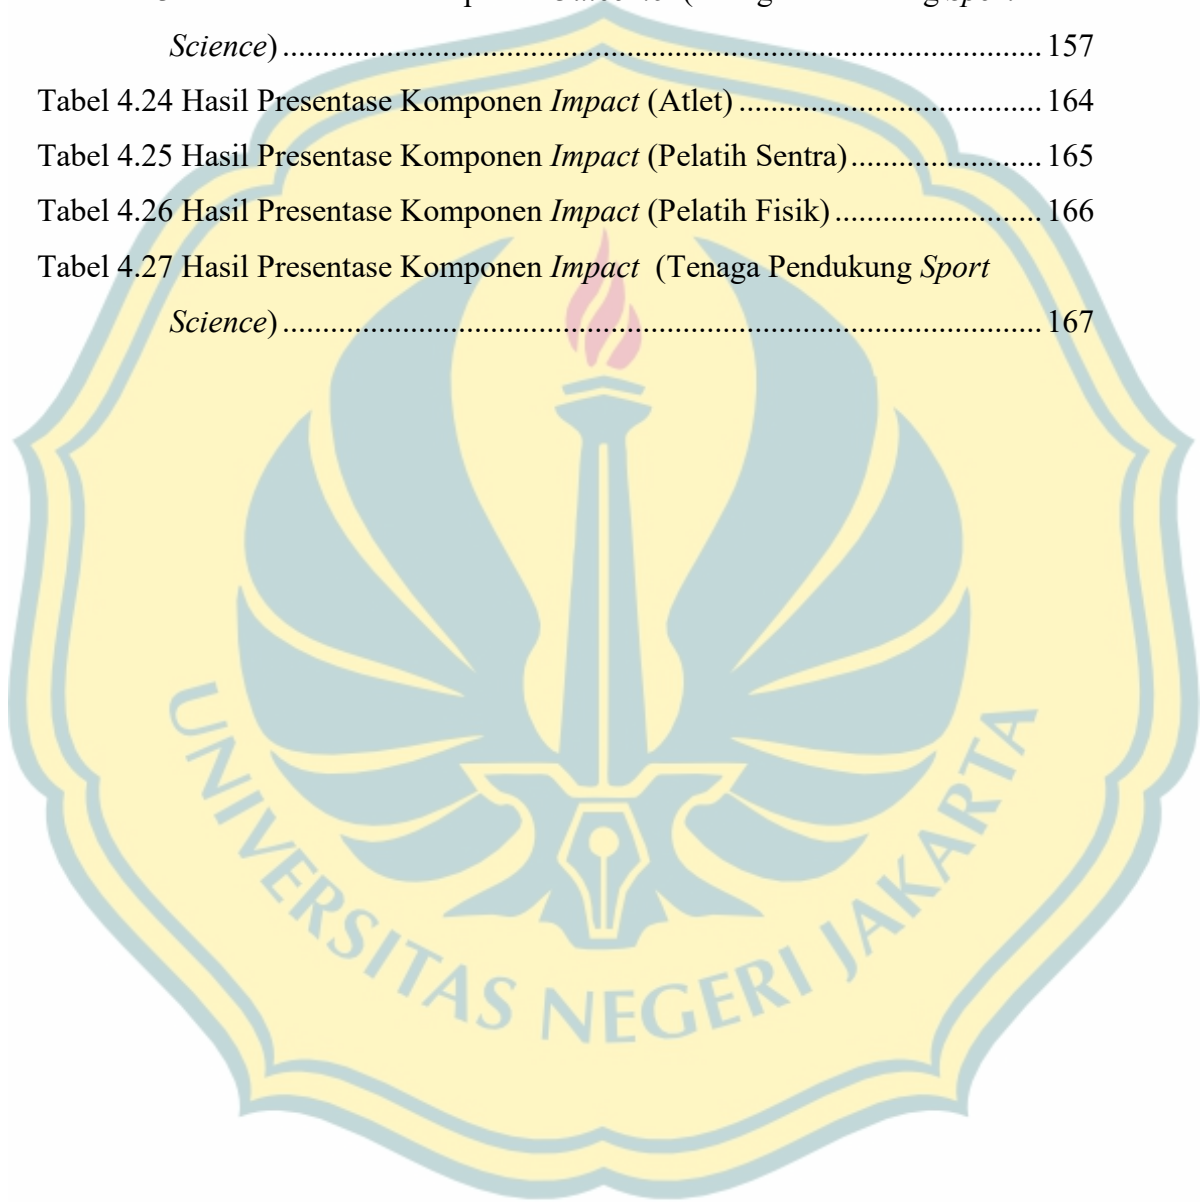 Science) ........................................................................................ 157
Tabel 4.24 Hasil Presentase Komponen Impact (Atlet) ................................... 164
Tabel 4.25 Hasil Presentase Komponen Impact (Pelatih Sentra) ...................... 165
Tabel 4.26 Hasil Presentase Komponen Impact (Pelatih Fisik) ........................ 166
Tabel 4.27 Hasil Presentase Komponen Impact (Tenaga Pendukung Sport
Science) ........................................................................................ 167
UNIVERSITAS NEGERI JAKARTA